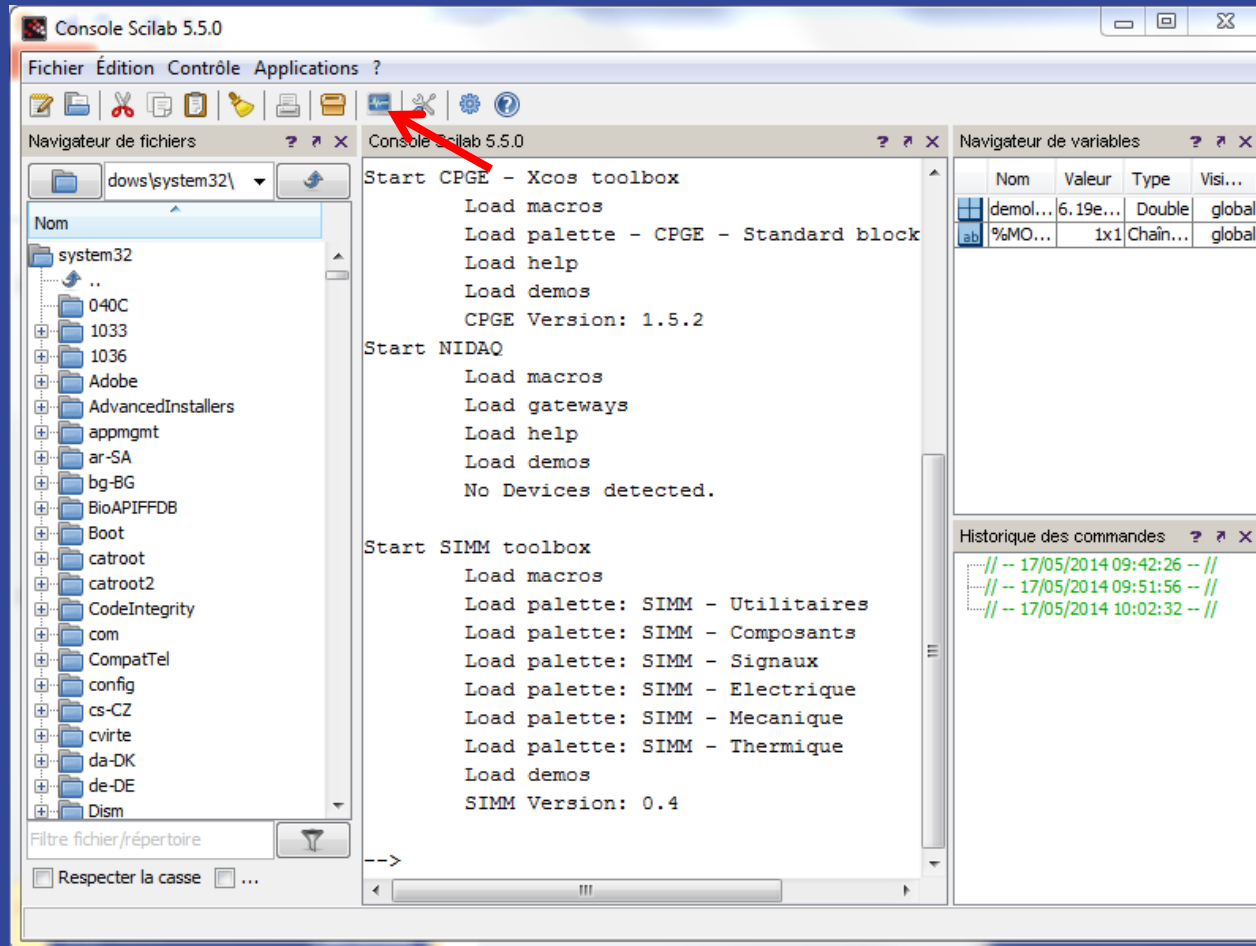 Console Scilab 5.5.0
Fichier Édition Contrôle Applications ?
Navigateur de fichiers
dows\system32\
Nom
system32
..
040C
1033
1036
Adobe
AdvancedInstallers
appmgmt
ar-SA
bg-BG
BioAPIFFDB
Boot
catroot
catroot2
CodeIntegrity
com
CompatTel
config
cs-CZ
cvirte
da-DK
de-DE
Dism
Filtre fichier/répertoire
Respecter la casse ...
Console Scilab 5.5.0
Start CPGE - Xcos toolbox
Load macros
Load palette - CPGE - Standard block
Load help
Load demos
CPGE Version: 1.5.2
Start NIDAQ
Load macros
Load gateways
Load help
Load demos
No Devices detected.
Start SIMM toolbox
Load macros
Load palette: SIMM - Utilitaires
Load palette: SIMM - Composants
Load palette: SIMM - Signaux
Load palette: SIMM - Electrique
Load palette: SIMM - Mecanique
Load palette: SIMM - Thermique
Load demos
SIMM Version: 0.4
-->
Navigateur de variables
Nom Valeur Type Visi...
demol... 6.19e... Double global
%MO... 1x1 Chaîn... global
Historique des commandes
// -- 17/05/2014 09:42:26 -- //
// -- 17/05/2014 09:51:56 -- //
// -- 17/05/2014 10:02:32 -- //